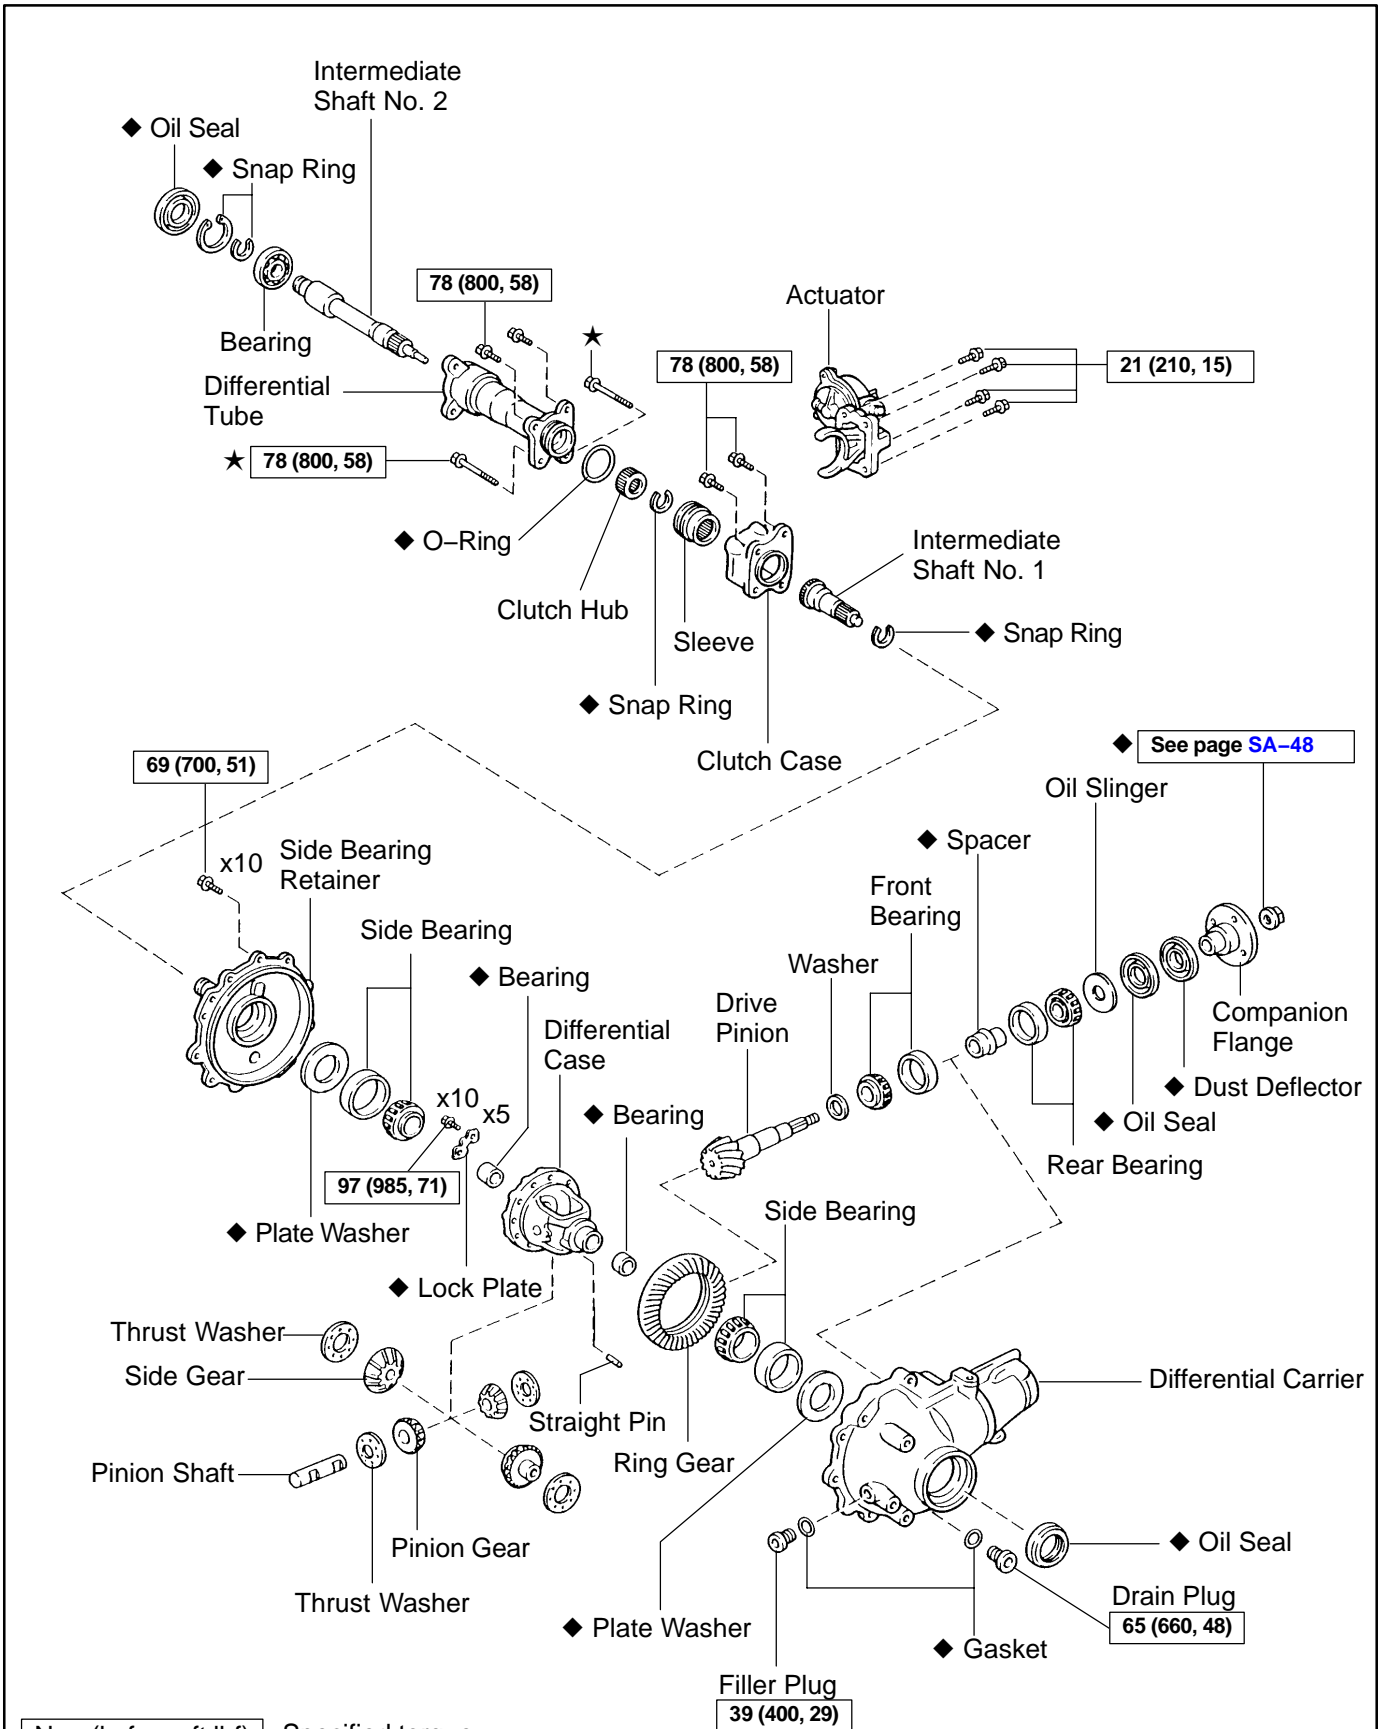 Intermediate
Shaft No. 2
◆ Oil Seal
◆ Snap Ring
Bearing
78 (800, 58)
★
Differential
Tube
★ 78 (800, 58)
Actuator
78 (800, 58)
21 (210, 15)
◆ O–Ring
Clutch Hub
Sleeve
Intermediate
Shaft No. 1
◆ Snap Ring
◆ Snap Ring
Clutch Case
69 (700, 51)
x10
Side Bearing
Retainer
Side Bearing
◆ Bearing
Differential
Case
x10
x5
97 (985, 71)
◆ Plate Washer
◆ Lock Plate
◆ Bearing
◆ See page SA–48
Oil Slinger
◆ Spacer
Front
Bearing
Washer
Drive
Pinion
Companion
Flange
◆ Dust Deflector
◆ Oil Seal
Rear Bearing
Side Bearing
Thrust Washer
Side Gear
Pinion Shaft
Pinion Gear
Thrust Washer
Straight Pin
Ring Gear
Differential Carrier
◆ Plate Washer
◆ Oil Seal
Drain Plug
65 (660, 48)
◆ Gasket
Filler Plug
39 (400, 29)